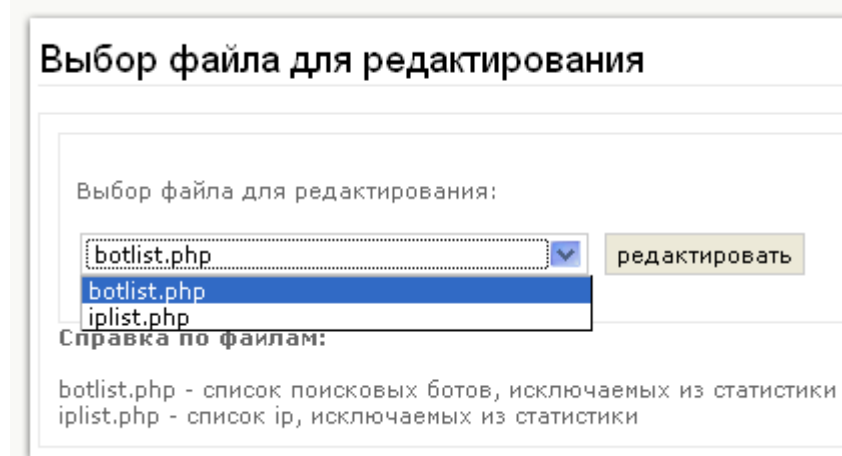 Выбор файла для редактирования
Выбор файла для редактирования:
botlist.php
редактировать
botlist.php
iplist.php
Справка по файлам:
botlist.php - список поисковых ботов, исключаемых из статистики
iplist.php - список ip, исключаемых из статистики